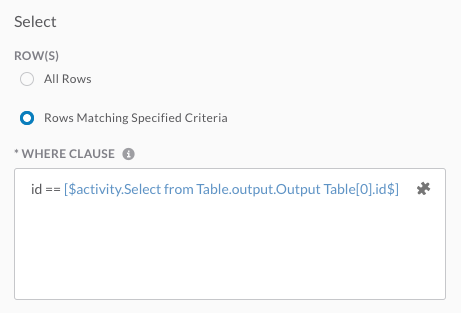 Select
ROW(S)
All Rows
Rows Matching Specified Criteria
* WHERE CLAUSE
id == [$activity.Select from Table.output.Output Table[0].id$]